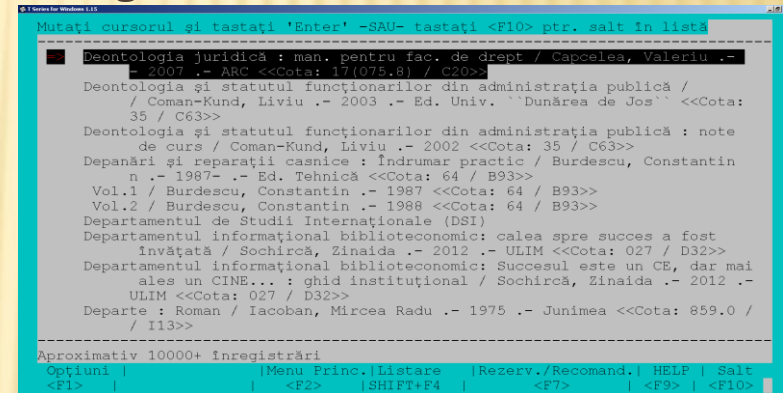 T Series for Windows 1.15
Mutaţi cursorul şi tastaţi 'Enter' -SAU- tastaţi <F10> ptr. salt în listă
=> Deontologia juridică : man. pentru fac. de drept / Capcelea, Valeriu .-
- 2007 .- ARC <<Cota: 17(075.8) / C20>>
Deontologia şi statutul funcţionarilor din administraţia publică /
/ Coman-Kund, Liviu .- 2003 .- Ed. Univ. ``Dunărea de Jos`` <<Cota:
35 / C63>>
Deontologia şi statutul funcţionarilor din administraţia publică : note
de curs / Coman-Kund, Liviu .- 2002 <<Cota: 35 / C63>>
Depanări şi reparaţii casnice : Îndrumar practic / Burdescu, Constantin
n .- 1987- .- Ed. Tehnică <<Cota: 64 / B93>>
Vol.1 / Burdescu, Constantin .- 1987 <<Cota: 64 / B93>>
Vol.2 / Burdescu, Constantin .- 1988 <<Cota: 64 / B93>>
Departamentul de Studii Internaţionale (DSI)
Departamentul informaţional biblioteconomic: calea spre succes a fost
învăţată / Sochircă, Zinaida .- 2012 .- ULIM <<Cota: 027 / D32>>
Departamentul informaţional biblioteconomic: Succesul este un CE, dar mai
ales un CINE... : ghid instituţional / Sochircă, Zinaida .- 2012 .-
ULIM <<Cota: 027 / D32>>
Departe : Roman / Iacoban, Mircea Radu .- 1975 .- Junimea <<Cota: 859.0 /
/ I13>>
Aproximativ 10000+ înregistrări
Opţiuni | |Menu Princ.|Listare |Rezerv./Recomand.| HELP | Salt
<F1> | | <F2> |SHIFT+F4 | <F7> | <F9> | <F10>